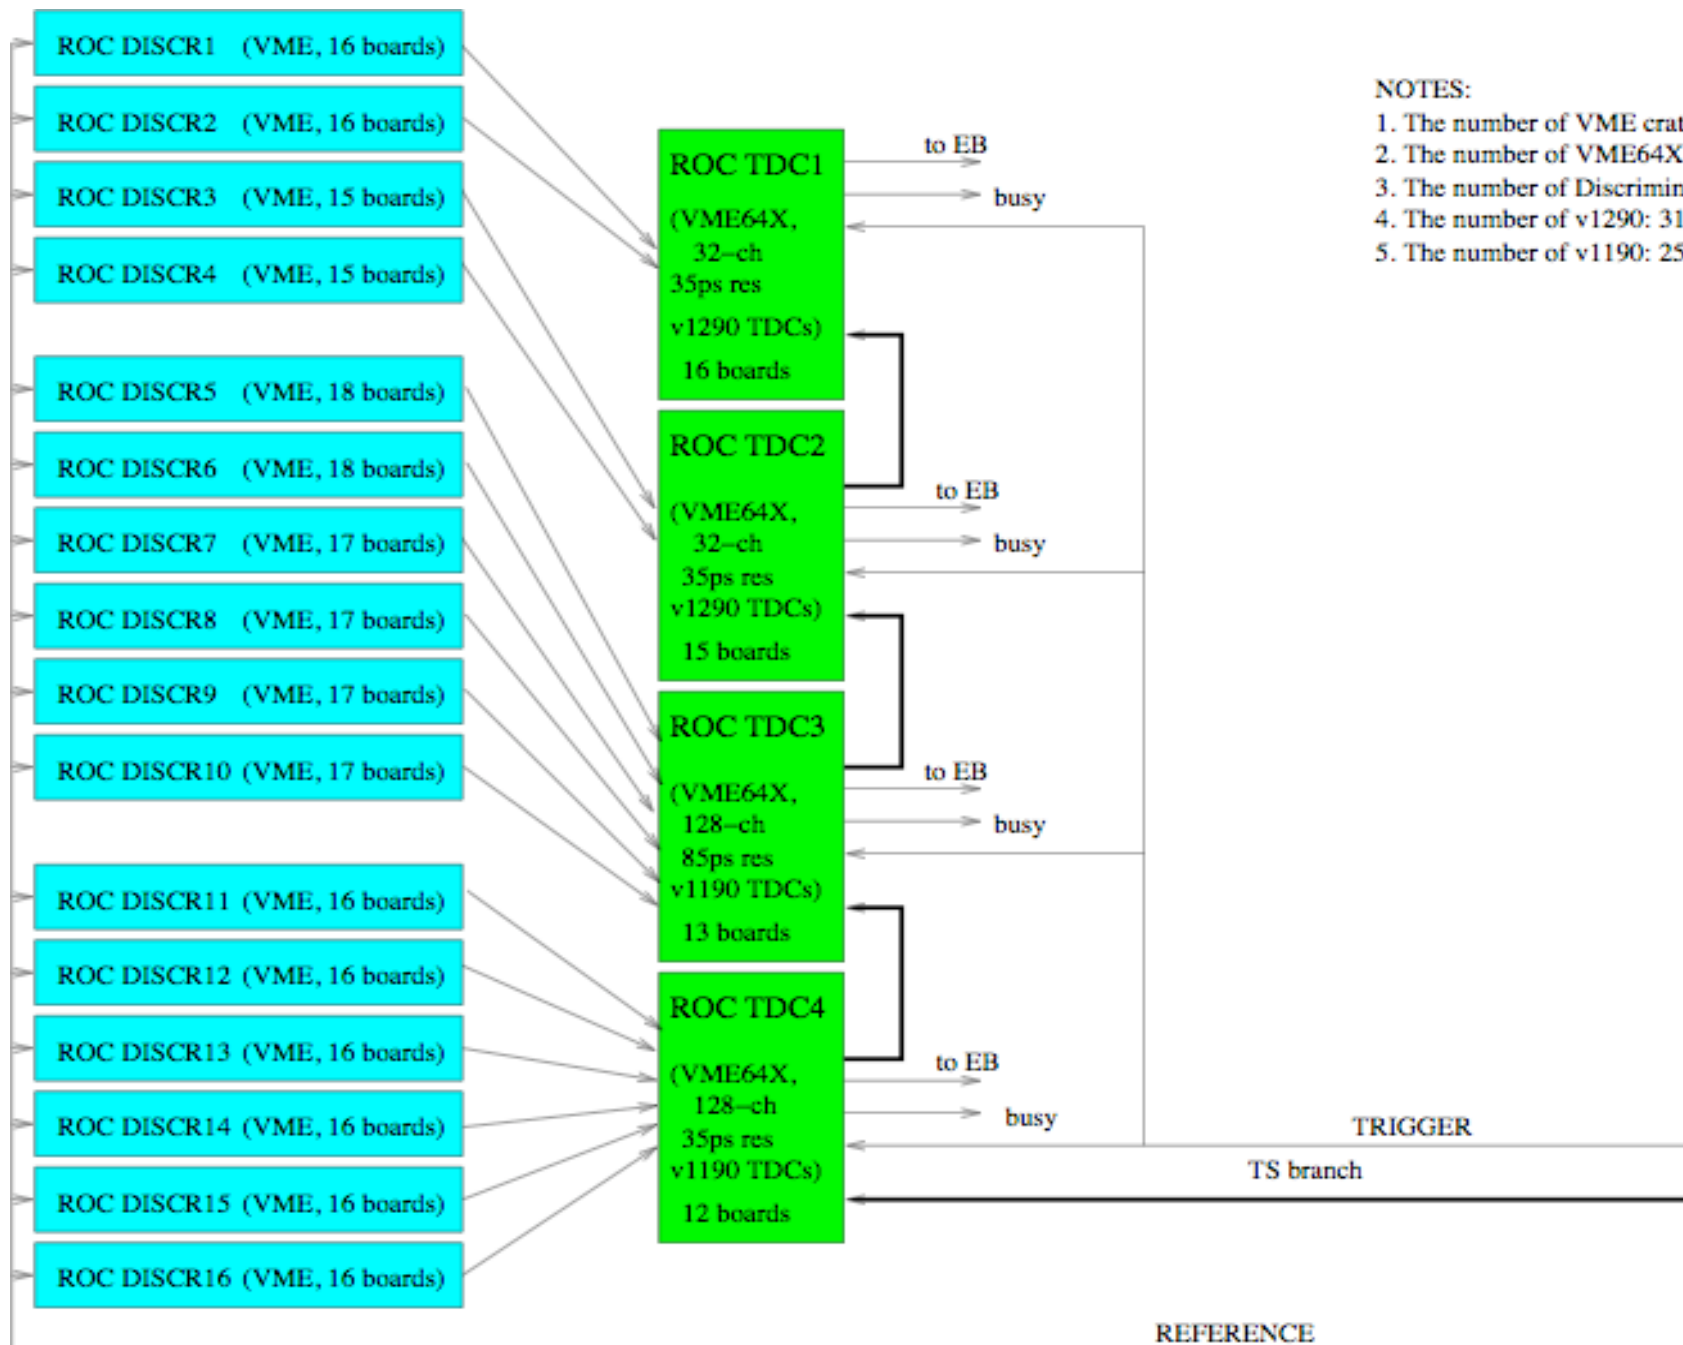 ROC DISCR1 (VME, 16 boards)
ROC DISCR2 (VME, 16 boards)
ROC DISCR3 (VME, 15 boards)
ROC DISCR4 (VME, 15 boards)
ROC DISCR5 (VME, 18 boards)
ROC DISCR6 (VME, 18 boards)
ROC DISCR7 (VME, 17 boards)
ROC DISCR8 (VME, 17 boards)
ROC DISCR9 (VME, 17 boards)
ROC DISCR10 (VME, 17 boards)
ROC DISCR11 (VME, 16 boards)
ROC DISCR12 (VME, 16 boards)
ROC DISCR13 (VME, 16 boards)
ROC DISCR14 (VME, 16 boards)
ROC DISCR15 (VME, 16 boards)
ROC DISCR16 (VME, 16 boards)
ROC TDC1
(VME64X,
32−ch
35ps res
v1290 TDCs)
16 boards
to EB
busy
ROC TDC2
(VME64X,
32−ch
35ps res
v1290 TDCs)
15 boards
to EB
busy
ROC TDC3
(VME64X,
128−ch
85ps res
v1190 TDCs)
13 boards
to EB
busy
ROC TDC4
(VME64X,
128−ch
35ps res
v1190 TDCs)
12 boards
to EB
busy
NOTES:
1. The number of VME crat
2. The number of VME64X
3. The number of Discrimin
4. The number of v1290: 31
5. The number of v1190: 25
TRIGGER
TS branch
REFERENCE